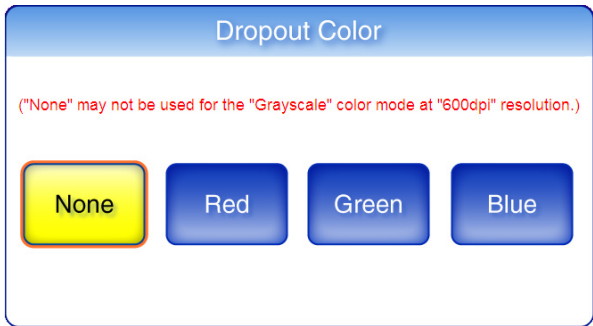 Dropout Color
("None" may not be used for the "Grayscale" color mode at "600dpi" resolution.)
None Red Green Blue